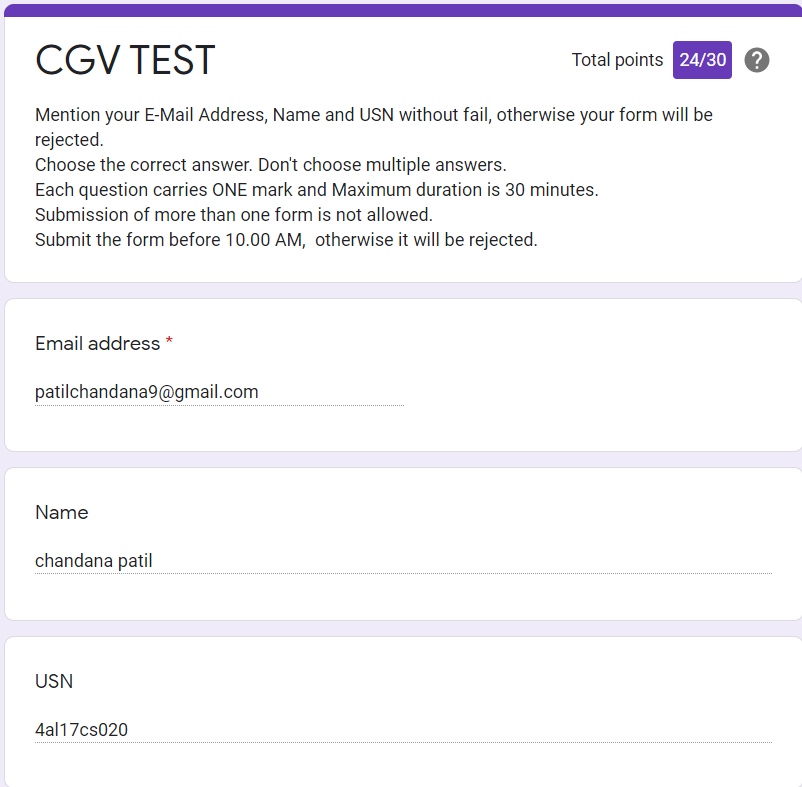 CGV TEST
Total points 24/30 ?
Mention your E-Mail Address, Name and USN without fail, otherwise your form will be
rejected.
Choose the correct answer. Don't choose multiple answers.
Each question carries ONE mark and Maximum duration is 30 minutes.
Submission of more than one form is not allowed.
Submit the form before 10.00 AM,  otherwise it will be rejected.
Email address *
patilchandana9@gmail.com
Name
chandana patil
USN
4al17cs020